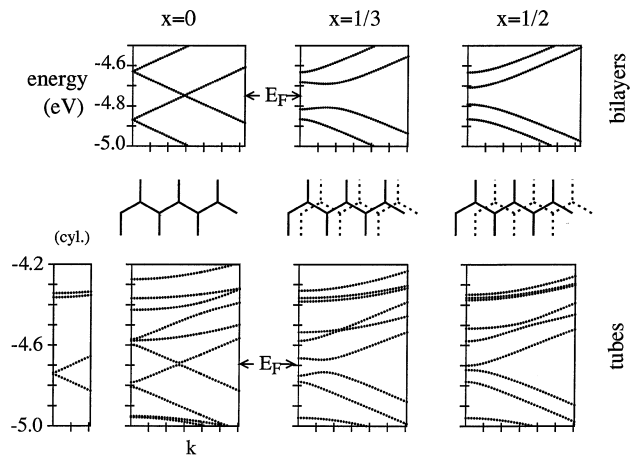 x=0 x=1/3 x=1/2
-4.6
energy
(eV)
-4.8
E_F
-5.0
bilayers
(cyl.)
-4.2
-4.6
E_F
-5.0
tubes
k